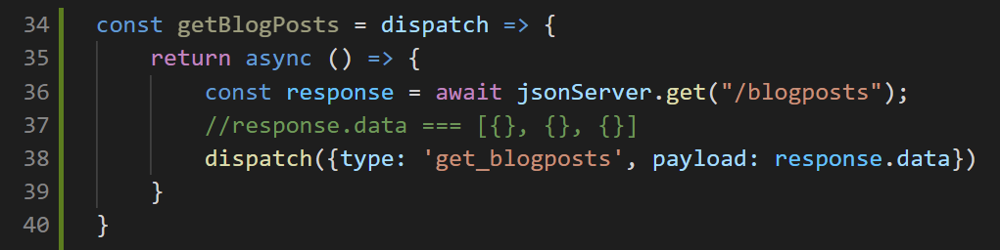 34 const getBlogPosts = dispatch => {
35 return async () => {
36 const response = await jsonServer.get("/blogposts");
37 //response.data === [{}, {}, {}]
38 dispatch({type: 'get_blogposts', payload: response.data})
39 }
40 }